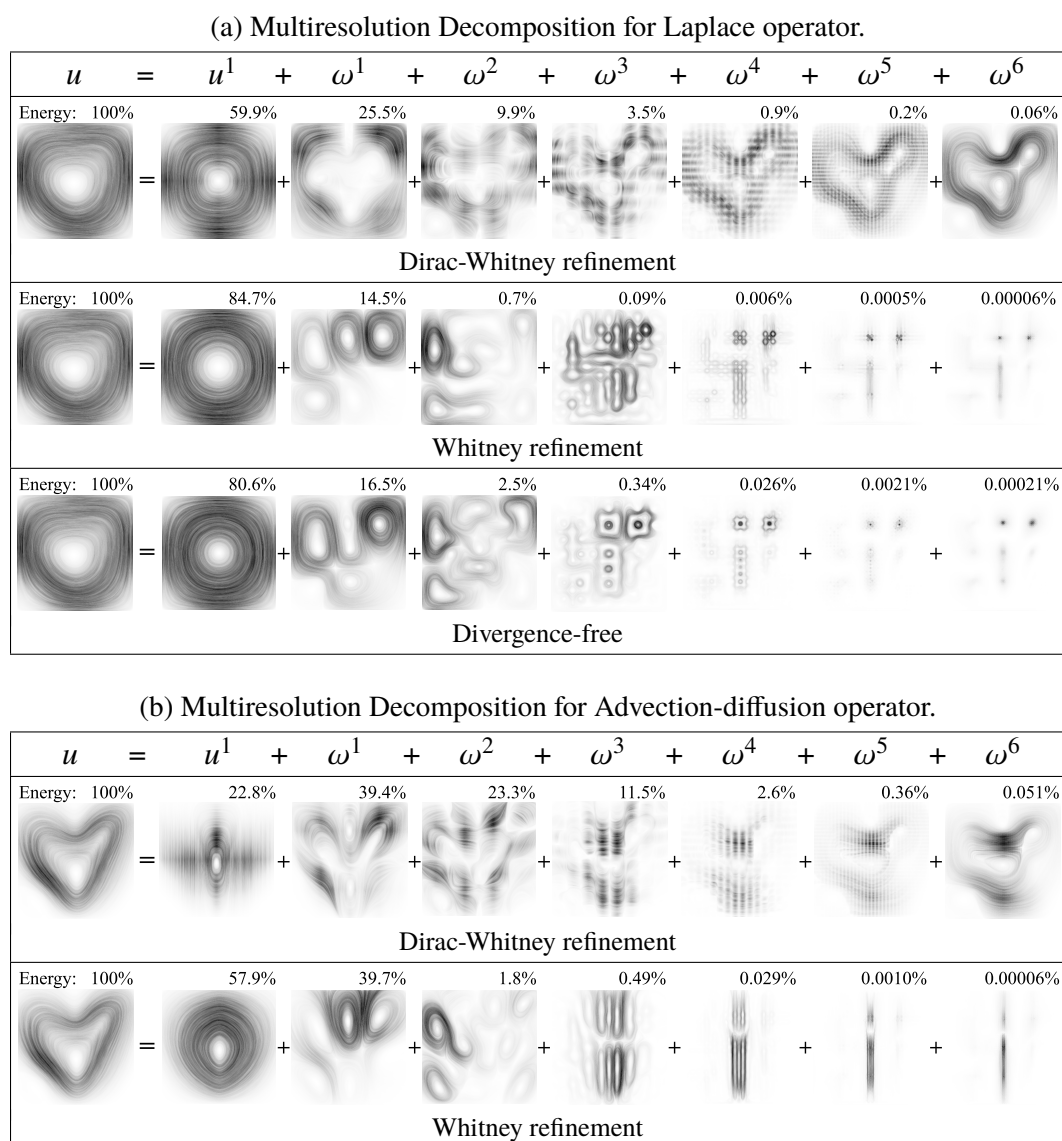 (a) Multiresolution Decomposition for Laplace operator.
u = u¹ + ω¹ + ω² + ω³ + ω⁴ + ω⁵ + ω⁶
Energy: 100% 59.9% 25.5% 9.9% 3.5% 0.9% 0.2% 0.06%
= + + + + + +
Dirac-Whitney refinement
Energy: 100% 84.7% 14.5% 0.7% 0.09% 0.006% 0.0005% 0.00006%
= + + + + + +
Whitney refinement
Energy: 100% 80.6% 16.5% 2.5% 0.34% 0.026% 0.0021% 0.00021%
= + + + + + +
Divergence-free
(b) Multiresolution Decomposition for Advection-diffusion operator.
u = u¹ + ω¹ + ω² + ω³ + ω⁴ + ω⁵ + ω⁶
Energy: 100% 22.8% 39.4% 23.3% 11.5% 2.6% 0.36% 0.051%
= + + + + + +
Dirac-Whitney refinement
Energy: 100% 57.9% 39.7% 1.8% 0.49% 0.029% 0.0010% 0.00006%
= + + + + + +
Whitney refinement